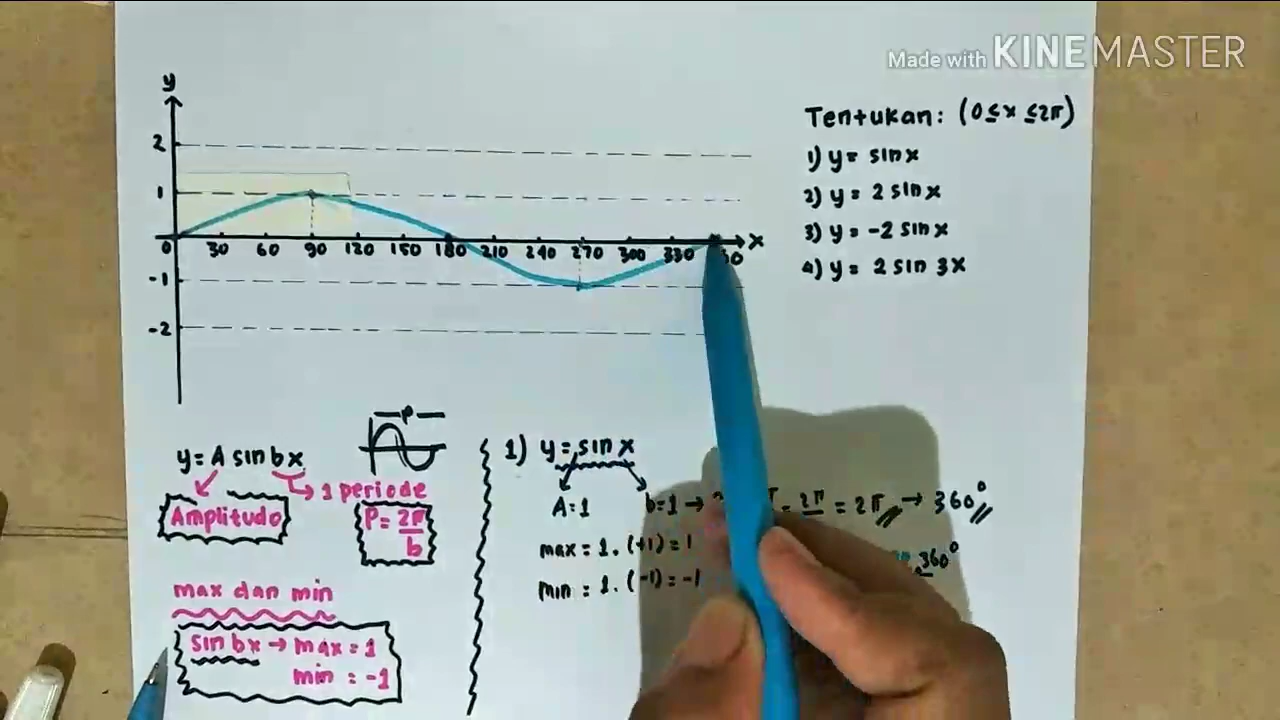 Made with KINEMASTER
y
2
1
0 30 60 90 120 150 180 210 240 270 300 330 x
-1
-2
Tentukan: (0≤x≤2π)
1) y = sin x
2) y = 2 sin x
3) y = -2 sin x
4) y = 2 sin 3x
P
y = A sin bx
1 periode
Amplitudo
P = 2π
b
max dan min
sin bx → max = 1
min = -1
1) y = sin x
A = 1 b = 1 → 2π = 2π → 360°
max = 1. (+1) = 1
min = 1. (-1) = -1
360°